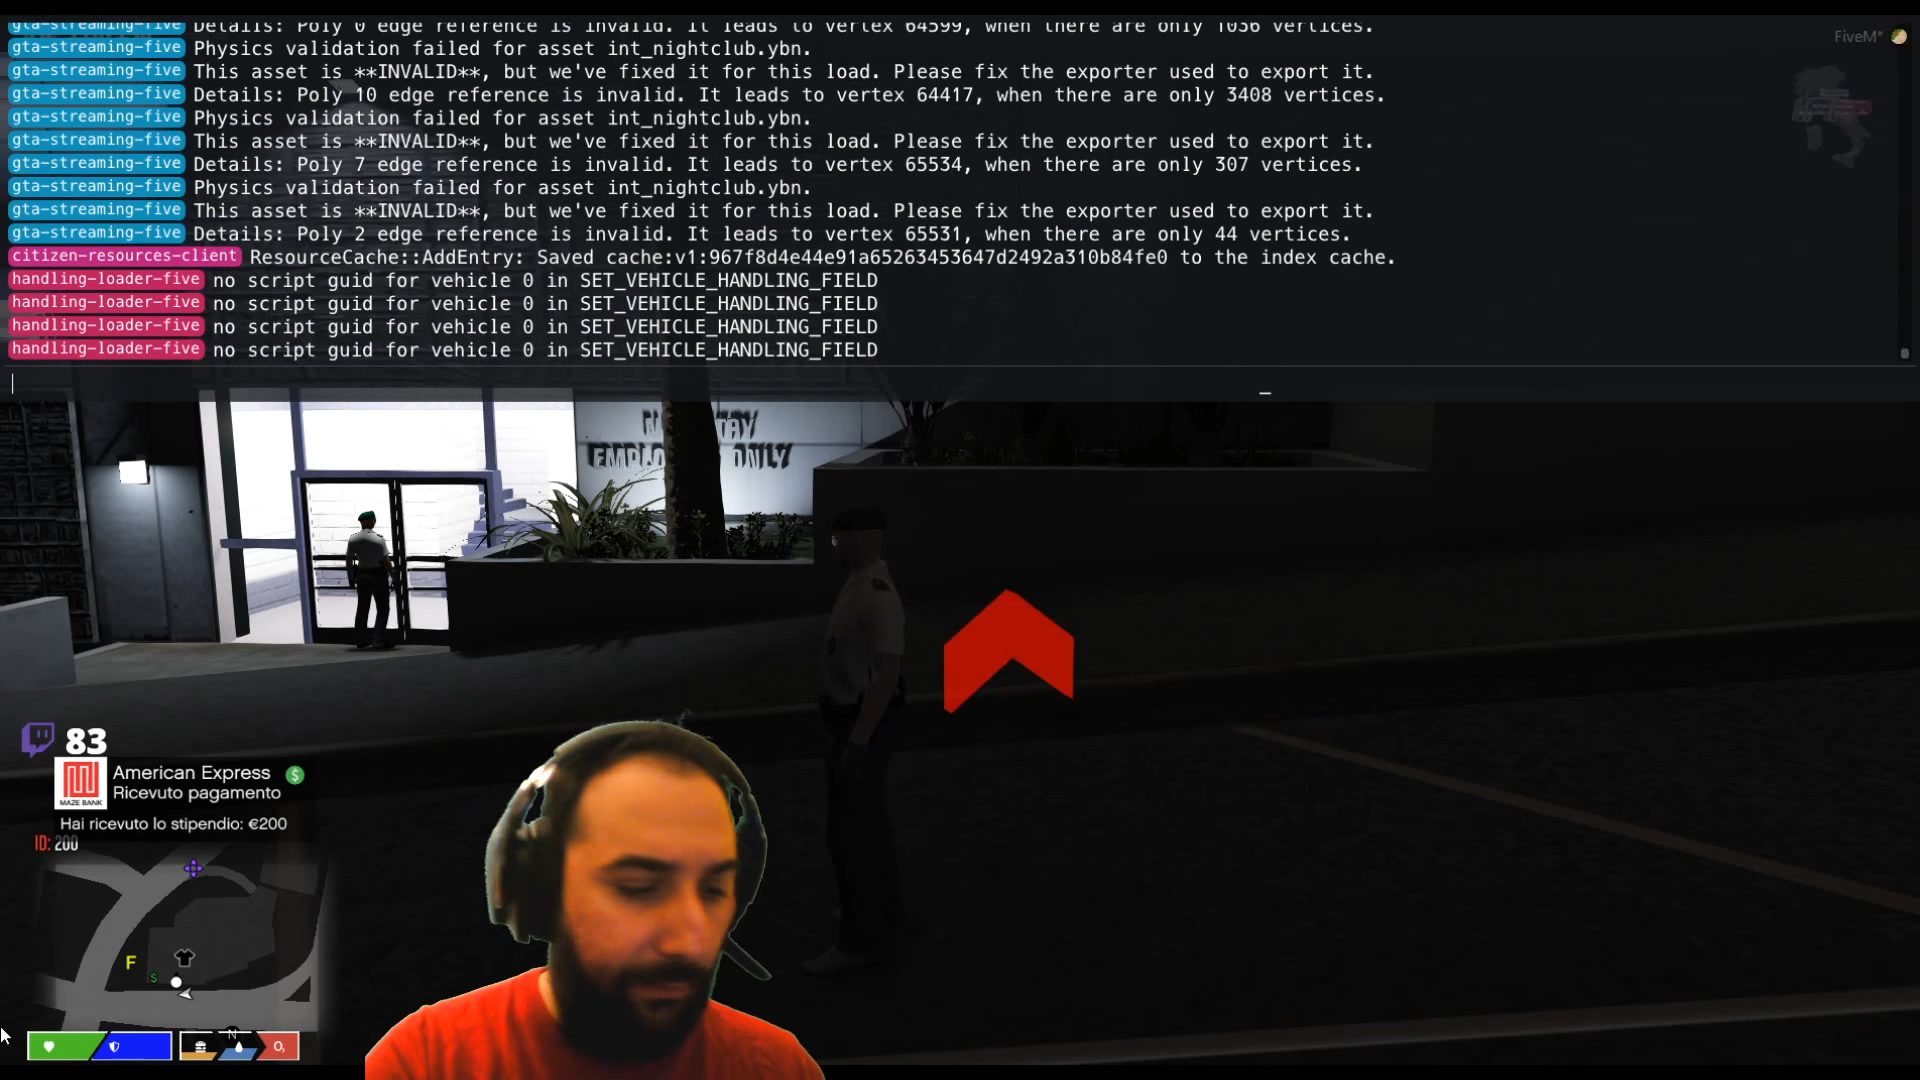 gta-streaming-five Details: Poly 0 edge reference is invalid. It leads to vertex 64599, when there are only 1036 vertices.
gta-streaming-five Physics validation failed for asset int_nightclub.ybn.
FiveM*
gta-streaming-five This asset is **INVALID**, but we've fixed it for this load. Please fix the exporter used to export it.
gta-streaming-five Details: Poly 10 edge reference is invalid. It leads to vertex 64417, when there are only 3408 vertices.
gta-streaming-five Physics validation failed for asset int_nightclub.ybn.
gta-streaming-five This asset is **INVALID**, but we've fixed it for this load. Please fix the exporter used to export it.
gta-streaming-five Details: Poly 7 edge reference is invalid. It leads to vertex 65534, when there are only 307 vertices.
gta-streaming-five Physics validation failed for asset int_nightclub.ybn.
gta-streaming-five This asset is **INVALID**, but we've fixed it for this load. Please fix the exporter used to export it.
gta-streaming-five Details: Poly 2 edge reference is invalid. It leads to vertex 65531, when there are only 44 vertices.
citizen-resources-client ResourceCache::AddEntry: Saved cache:v1:967f8d4e44e91a65263453647d2492a310b84fe0 to the index cache.
handling-loader-five no script guid for vehicle 0 in SET_VEHICLE_HANDLING_FIELD
handling-loader-five no script guid for vehicle 0 in SET_VEHICLE_HANDLING_FIELD
handling-loader-five no script guid for vehicle 0 in SET_VEHICLE_HANDLING_FIELD
handling-loader-five no script guid for vehicle 0 in SET_VEHICLE_HANDLING_FIELD
ONLY
83
American Express $
MAZE BANK
Ricevuto pagamento
Hai ricevuto lo stipendio: €200
ID: 200
F
$
N
O₂